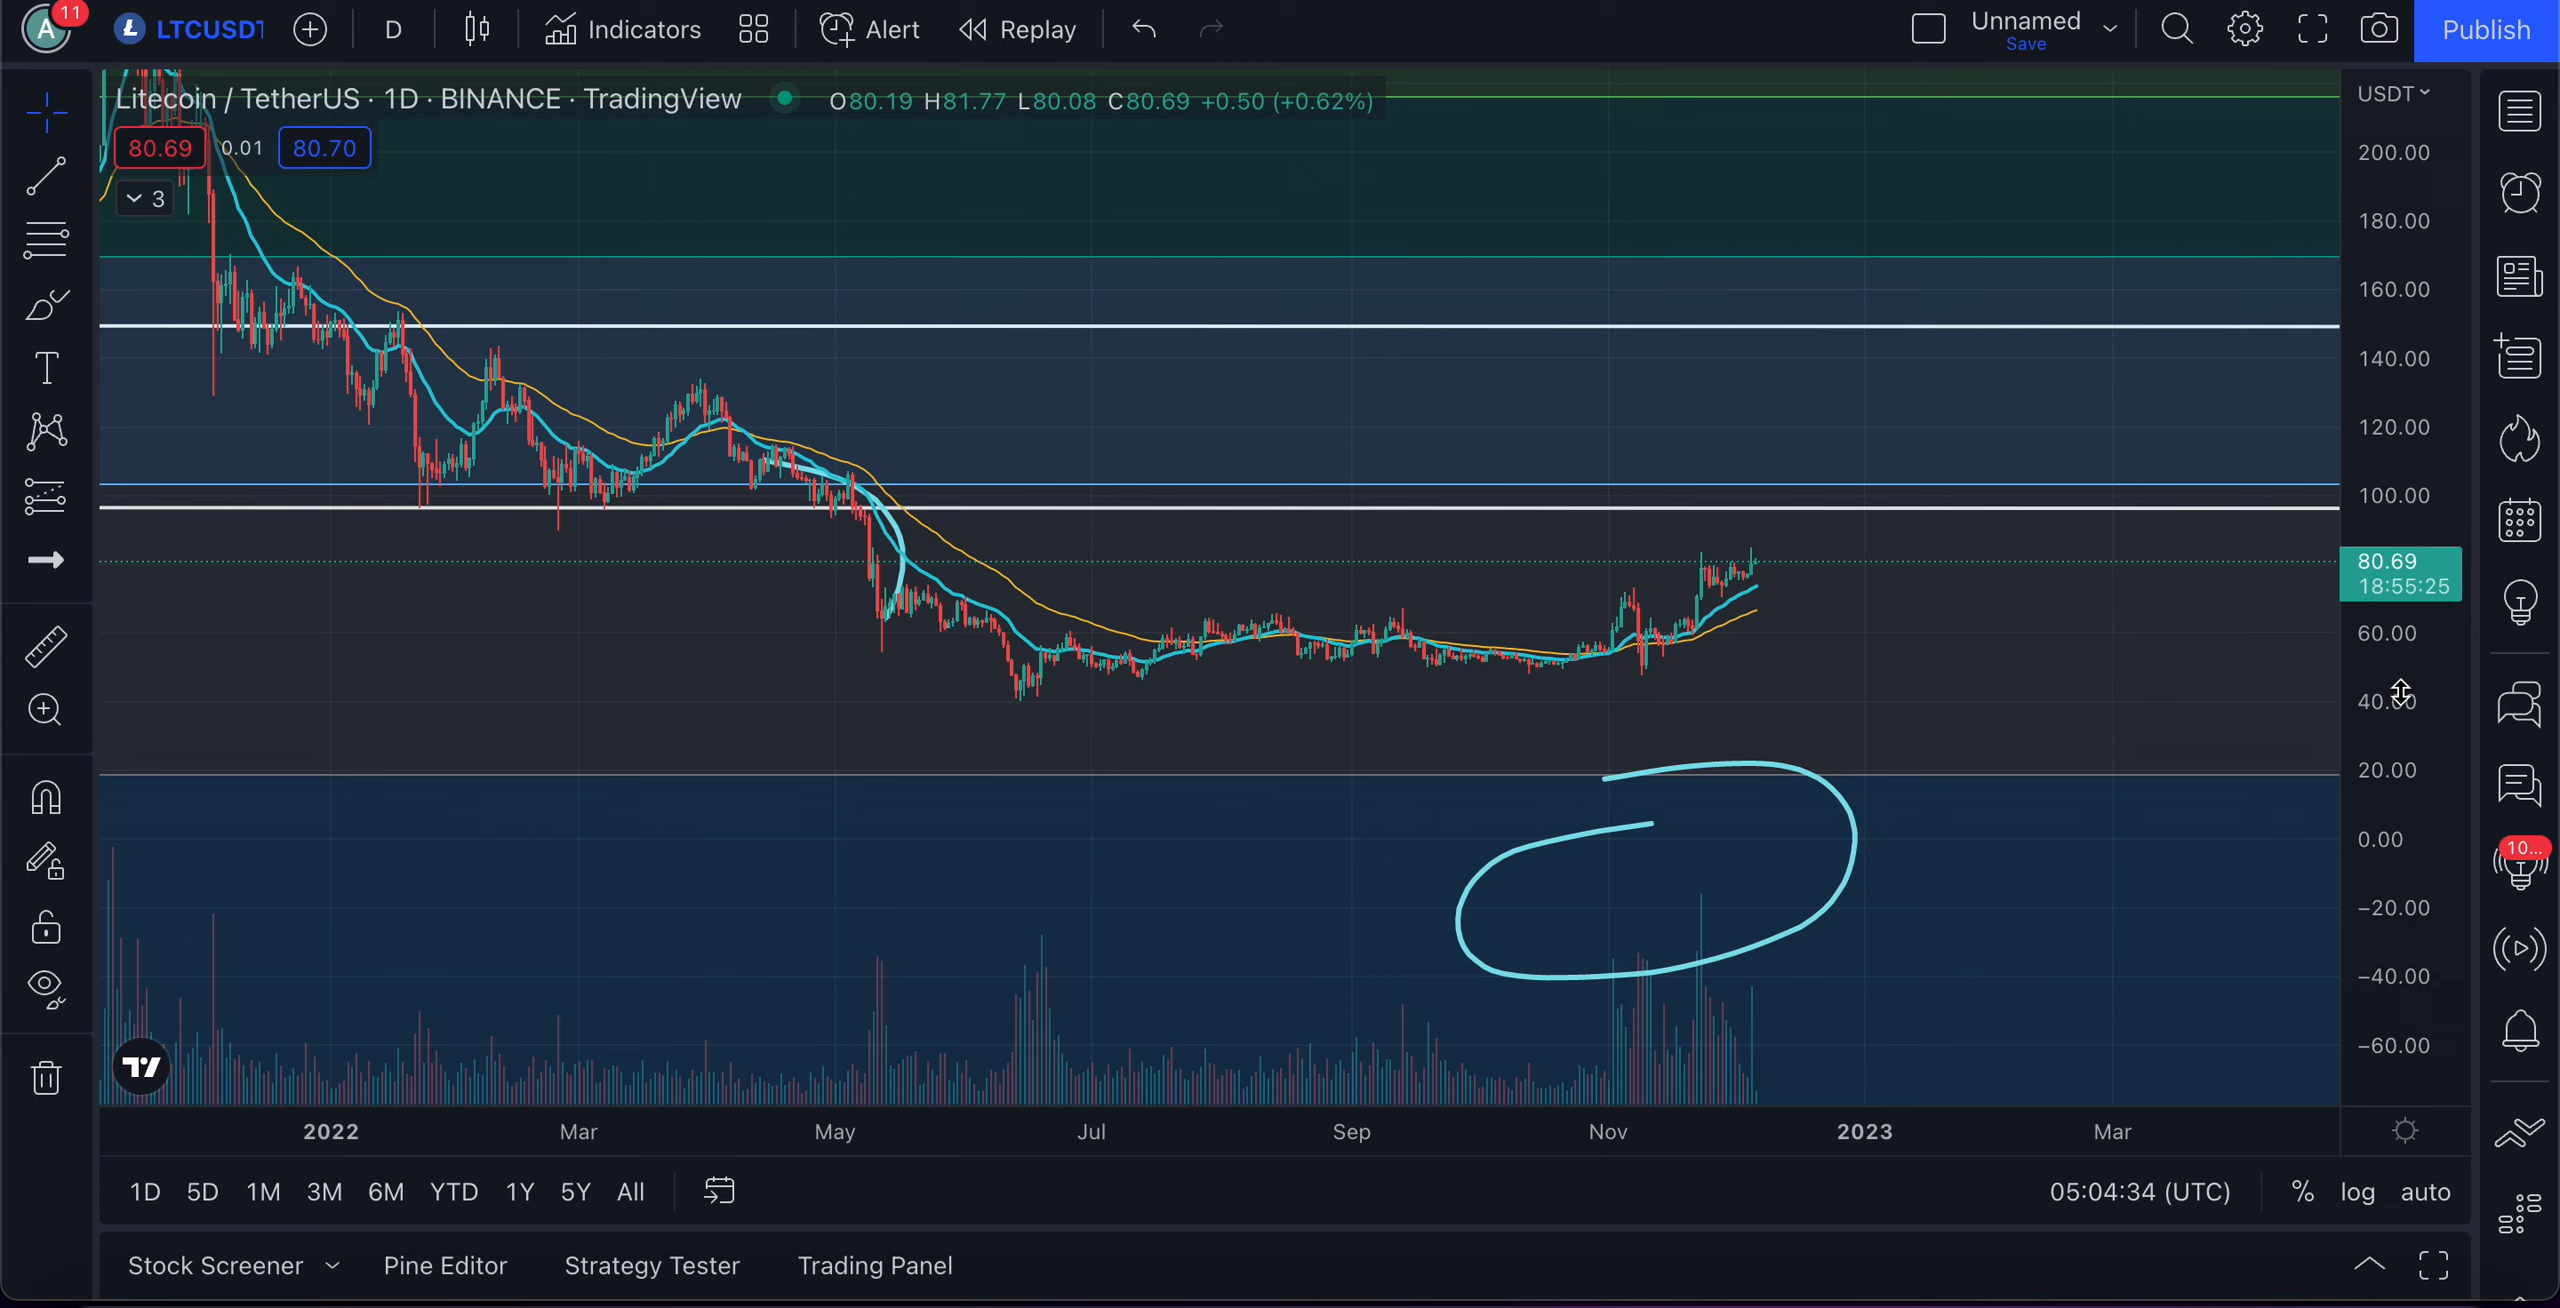 A 11 LTCUSDT D Indicators Alert Replay Unnamed Save Publish
Litecoin / TetherUS · 1D · BINANCE · TradingView O80.19 H81.77 L80.08 C80.69 +0.50 (+0.62%)
USDT
80.69 0.01 80.70
3
200.00
180.00
160.00
140.00
120.00
100.00
80.69
18:55:25
60.00
40.00
20.00
0.00
−20.00
−40.00
−60.00
10...
2022 Mar May Jul Sep Nov 2023 Mar
1D 5D 1M 3M 6M YTD 1Y 5Y All 05:04:34 (UTC) % log auto
Stock Screener Pine Editor Strategy Tester Trading Panel